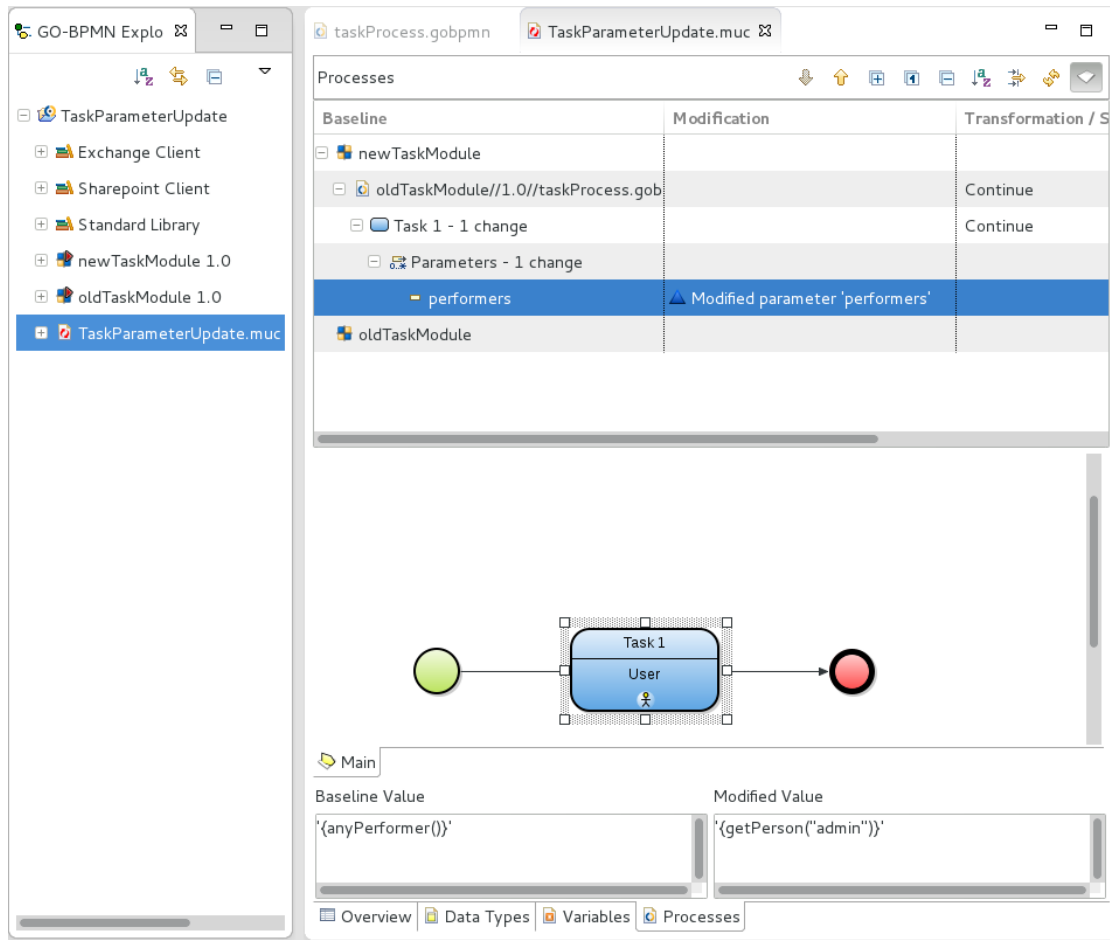 GO-BPMN Explo
TaskParameterUpdate
Exchange Client
Sharepoint Client
Standard Library
newTaskModule 1.0
oldTaskModule 1.0
TaskParameterUpdate.muc
taskProcess.gobpmn
TaskParameterUpdate.muc
Processes
Baseline Modification Transformation / S
newTaskModule
oldTaskModule//1.0//taskProcess.gob Continue
Task 1 - 1 change Continue
Parameters - 1 change
performers Modified parameter 'performers'
oldTaskModule
Task 1
User
Main
Baseline Value Modified Value
'{anyPerformer()}' '{getPerson("admin")}'
Overview Data Types Variables Processes